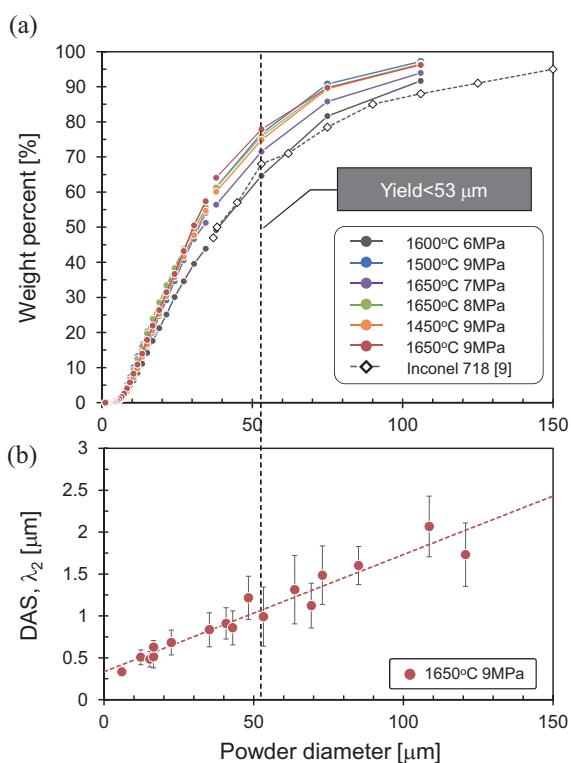 (a)
100
90
80
70
60
50
40
30
20
10
0
Weight percent [%]
Yield<53 μm
1600°C 6MPa
1500°C 9MPa
1650°C 7MPa
1650°C 8MPa
1450°C 9MPa
1650°C 9MPa
Inconel 718 [9]
0 50 100 150
(b)
3
2.5
2
1.5
1
0.5
0
DAS, λ2 [μm]
1650°C 9MPa
0 50 100 150
Powder diameter [μm]